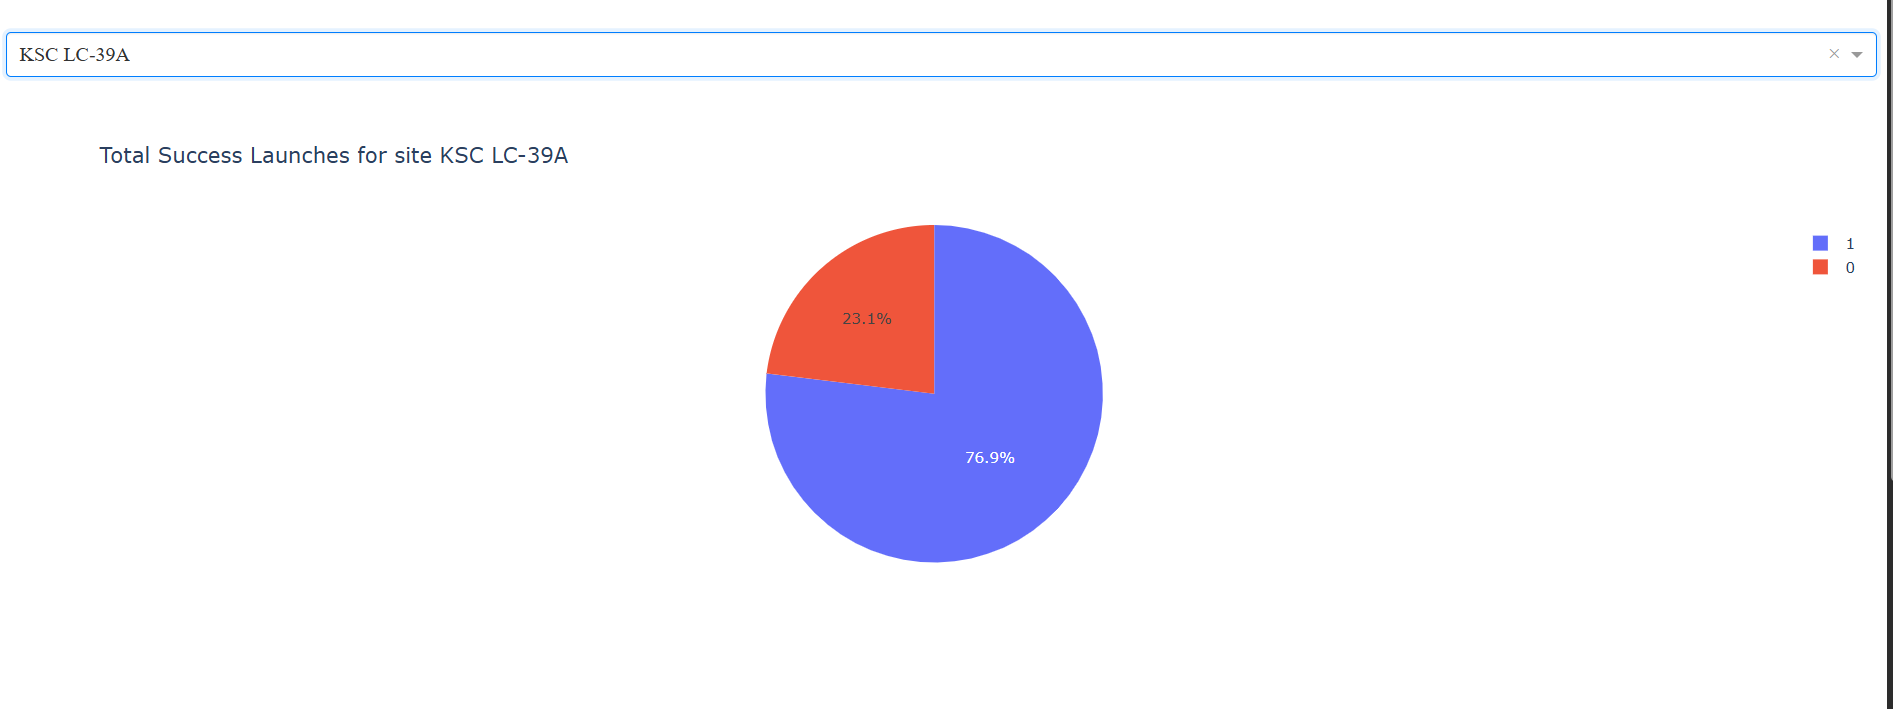 KSC LC-39A
Total Success Launches for site KSC LC-39A
1
0
23.1%
76.9%